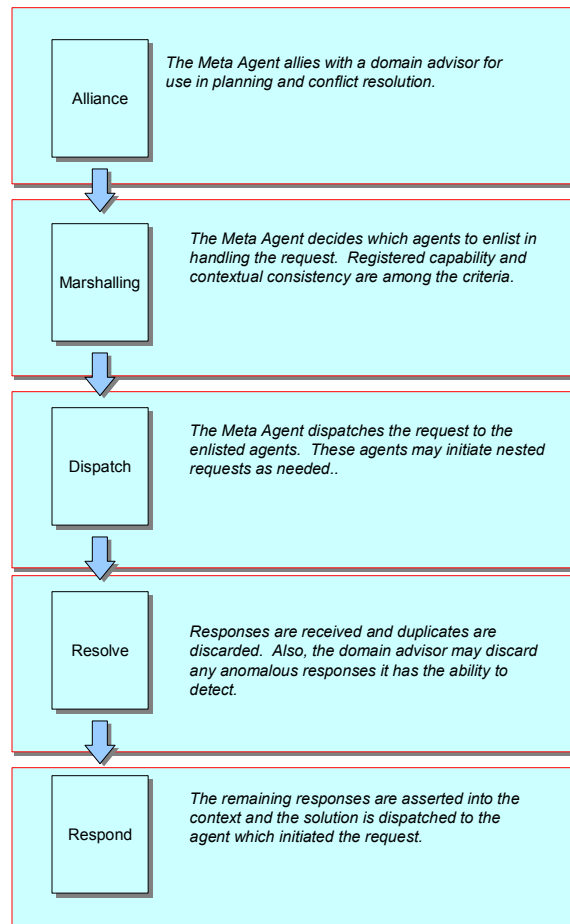 The Meta Agent allies with a domain advisor for
use in planning and conflict resolution.
Alliance
The Meta Agent decides which agents to enlist in
handling the request.  Registered capability and
contextual consistency are among the criteria.
Marshalling
The Meta Agent dispatches the request to the
enlisted agents.  These agents may initiate nested
requests as needed..
Dispatch
Responses are received and duplicates are
discarded.  Also, the domain advisor may discard
any anomalous responses it has the ability to
detect.
Resolve
The remaining responses are asserted into the
context and the solution is dispatched to the
agent which initiated the request.
Respond